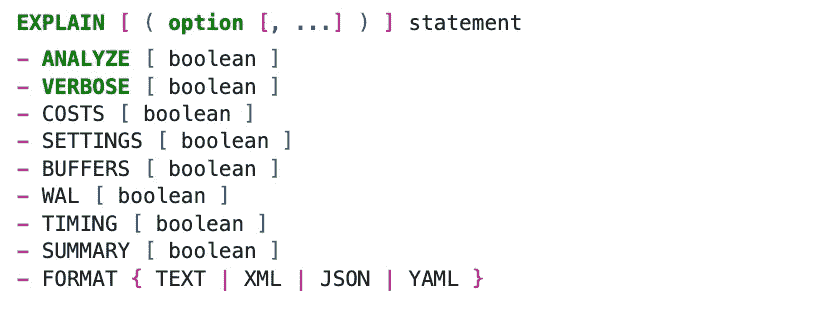 EXPLAIN [ ( option [, ...] ) ] statement
– ANALYZE [ boolean ]
– VERBOSE [ boolean ]
– COSTS [ boolean ]
– SETTINGS [ boolean ]
– BUFFERS [ boolean ]
– WAL [ boolean ]
– TIMING [ boolean ]
– SUMMARY [ boolean ]
– FORMAT { TEXT | XML | JSON | YAML }